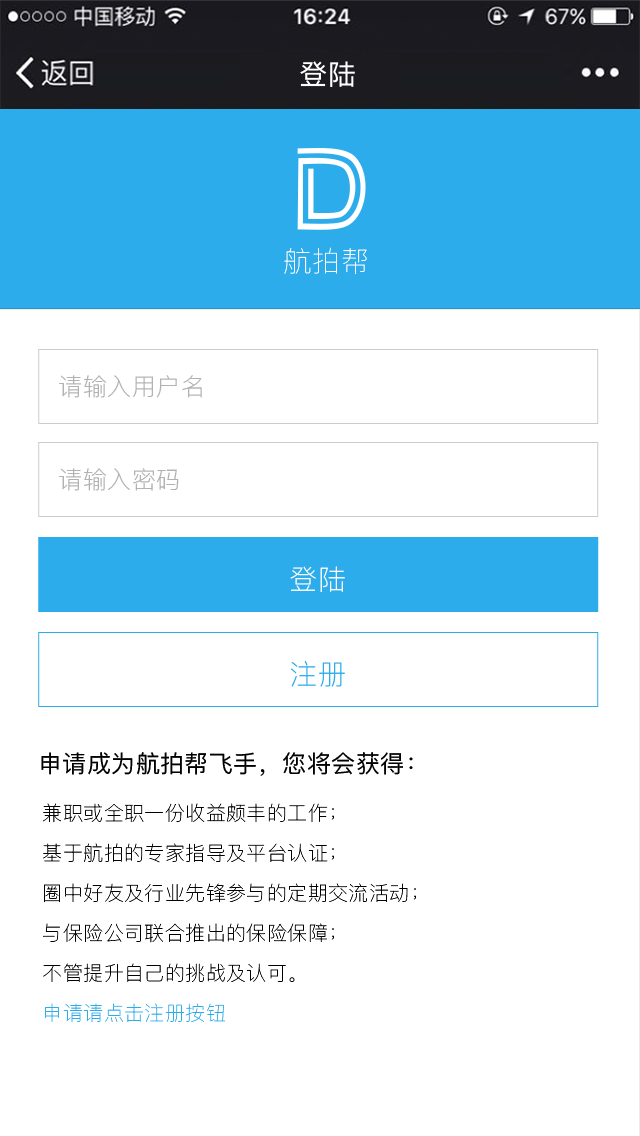 中国移动 16:24 67%
返回 登陆
D
航拍帮
请输入用户名
请输入密码
登陆
注册
申请成为航拍帮飞手，您将会获得：
兼职或全职一份收益颇丰的工作；
基于航拍的专家指导及平台认证；
圈中好友及行业先锋参与的定期交流活动；
与保险公司联合推出的保险保障；
不管提升自己的挑战及认可。
申请请点击注册按钮